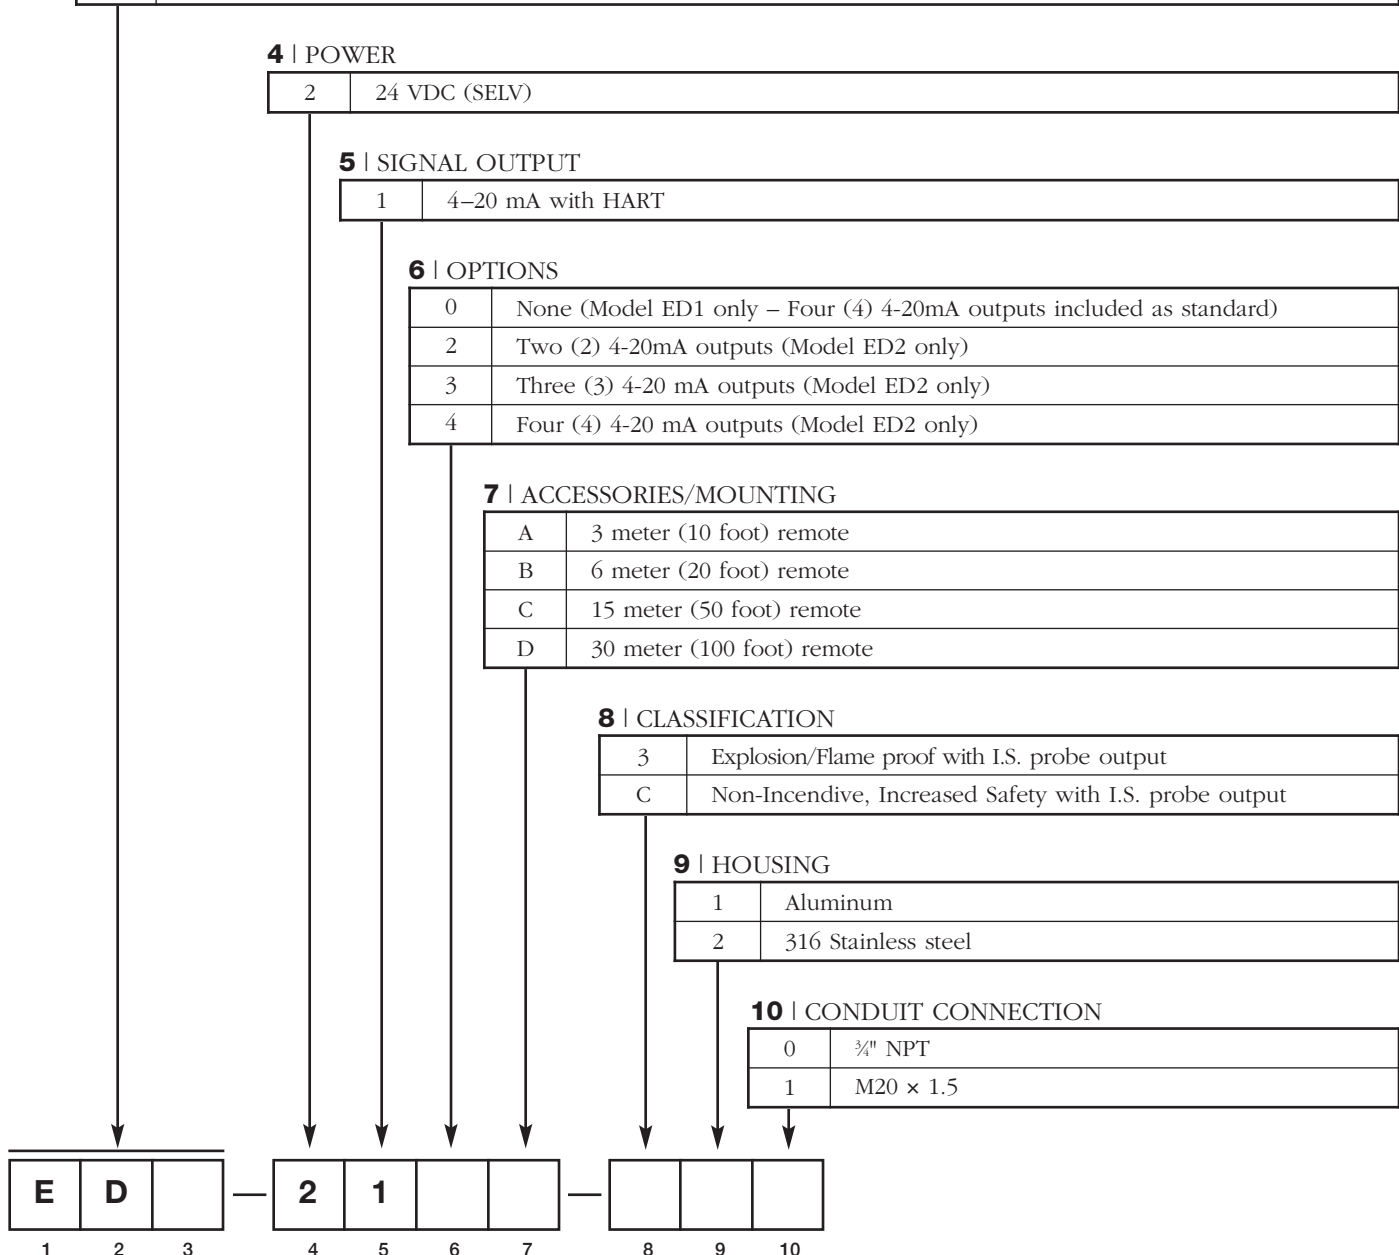 4 | POWER
2 24 VDC (SELV)
5 | SIGNAL OUTPUT
1 4–20 mA with HART
6 | OPTIONS
0 None (Model ED1 only – Four (4) 4-20mA outputs included as standard)
2 Two (2) 4-20mA outputs (Model ED2 only)
3 Three (3) 4-20 mA outputs (Model ED2 only)
4 Four (4) 4-20 mA outputs (Model ED2 only)
7 | ACCESSORIES/MOUNTING
A 3 meter (10 foot) remote
B 6 meter (20 foot) remote
C 15 meter (50 foot) remote
D 30 meter (100 foot) remote
8 | CLASSIFICATION
3 Explosion/Flame proof with I.S. probe output
C Non-Incendive, Increased Safety with I.S. probe output
9 | HOUSING
1 Aluminum
2 316 Stainless steel
10 | CONDUIT CONNECTION
0 ¾" NPT
1 M20 × 1.5
E D — 2 1 —
1 2 3 4 5 6 7 8 9 10